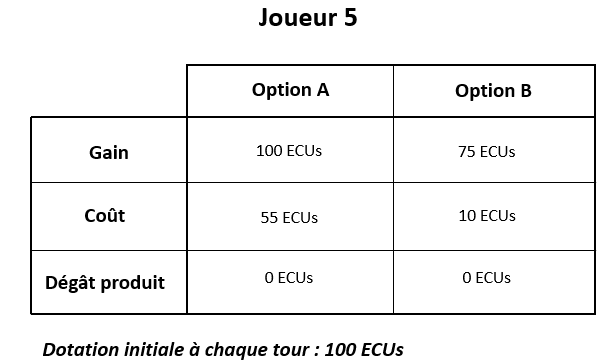 Joueur 5
Option A Option B
Gain 100 ECUs 75 ECUs
Coût 55 ECUs 10 ECUs
Dégât produit 0 ECUs 0 ECUs
Dotation initiale à chaque tour : 100 ECUs